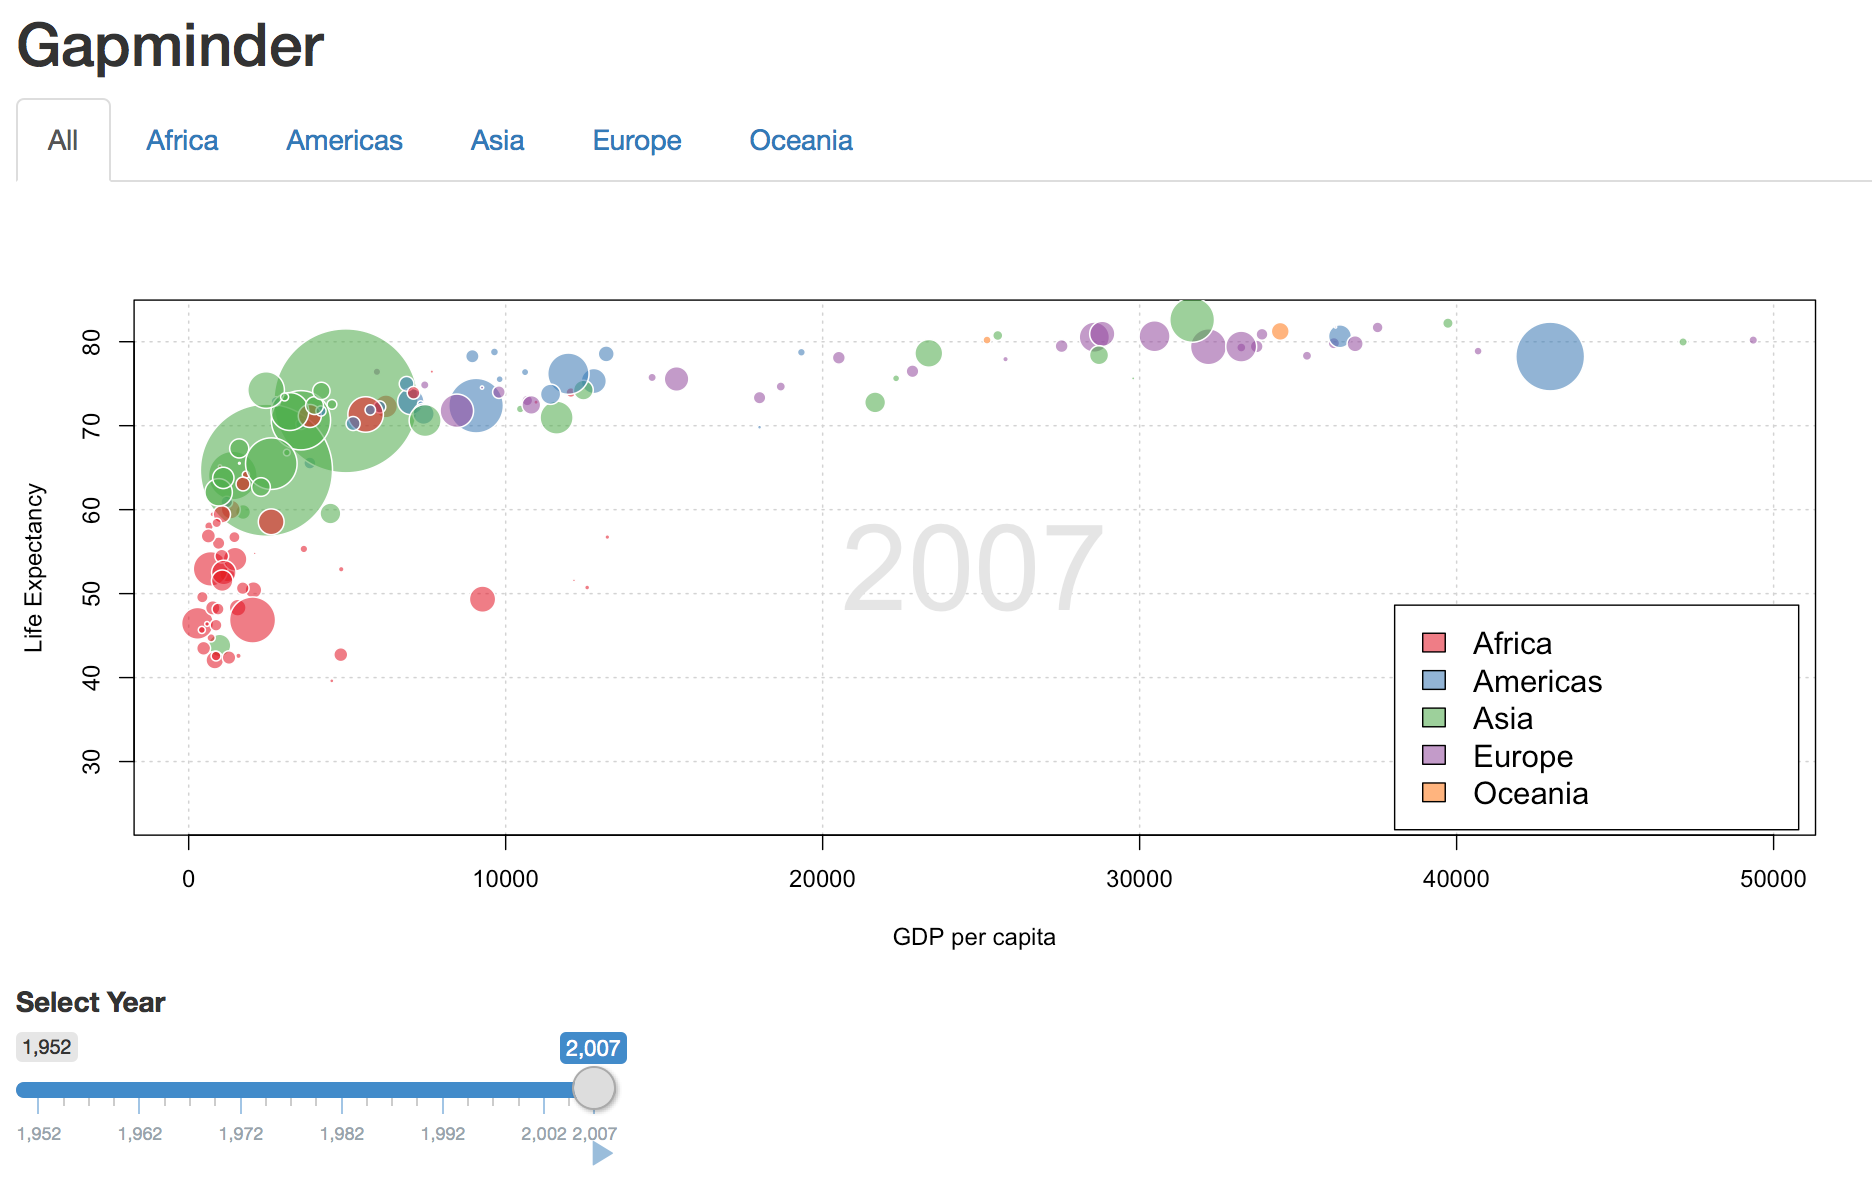 Gapminder
All Africa Americas Asia Europe Oceania
2007
Life Expectancy
80
70
60
50
40
30
Africa
Americas
Asia
Europe
Oceania
0 10000 20000 30000 40000 50000
GDP per capita
Select Year
1,952 2,007
1,952 1,962 1,972 1,982 1,992 2,002 2,007